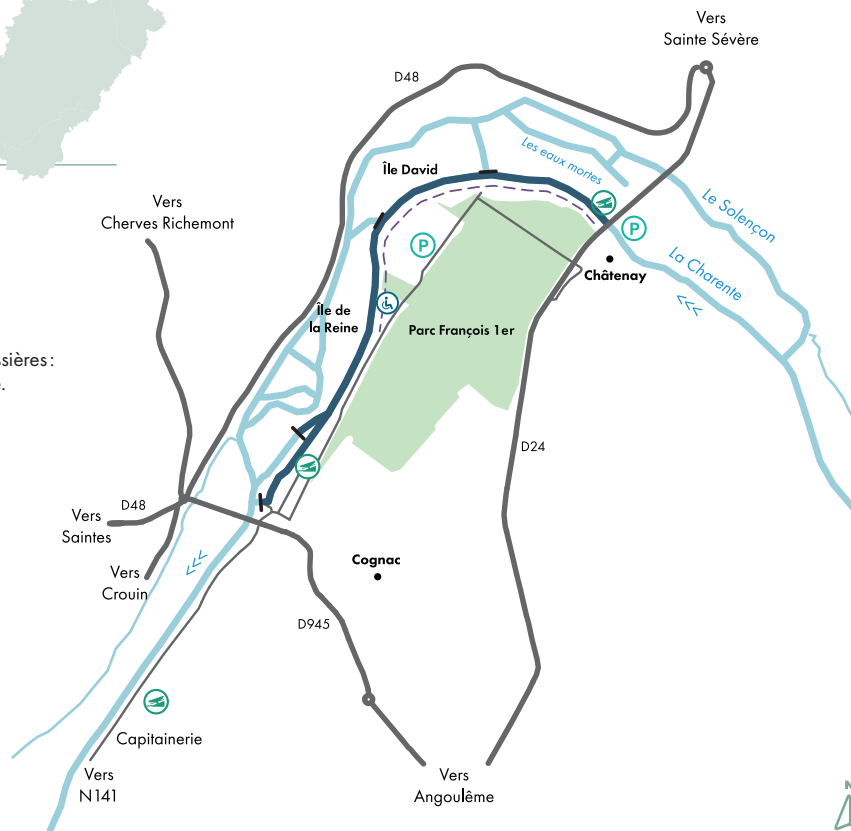 Vers
Sainte Sévère
D48
Les eaux mortes
Île David
Le Solençon
Vers
Cherves Richemont
P
P
La Charente
Châtenay
Île de
la Reine
Parc François 1er
sières :
e.
D24
D48
Vers
Saintes
Vers
Crouin
Cognac
D945
Capitainerie
Vers
N141
Vers
Angoulême
N